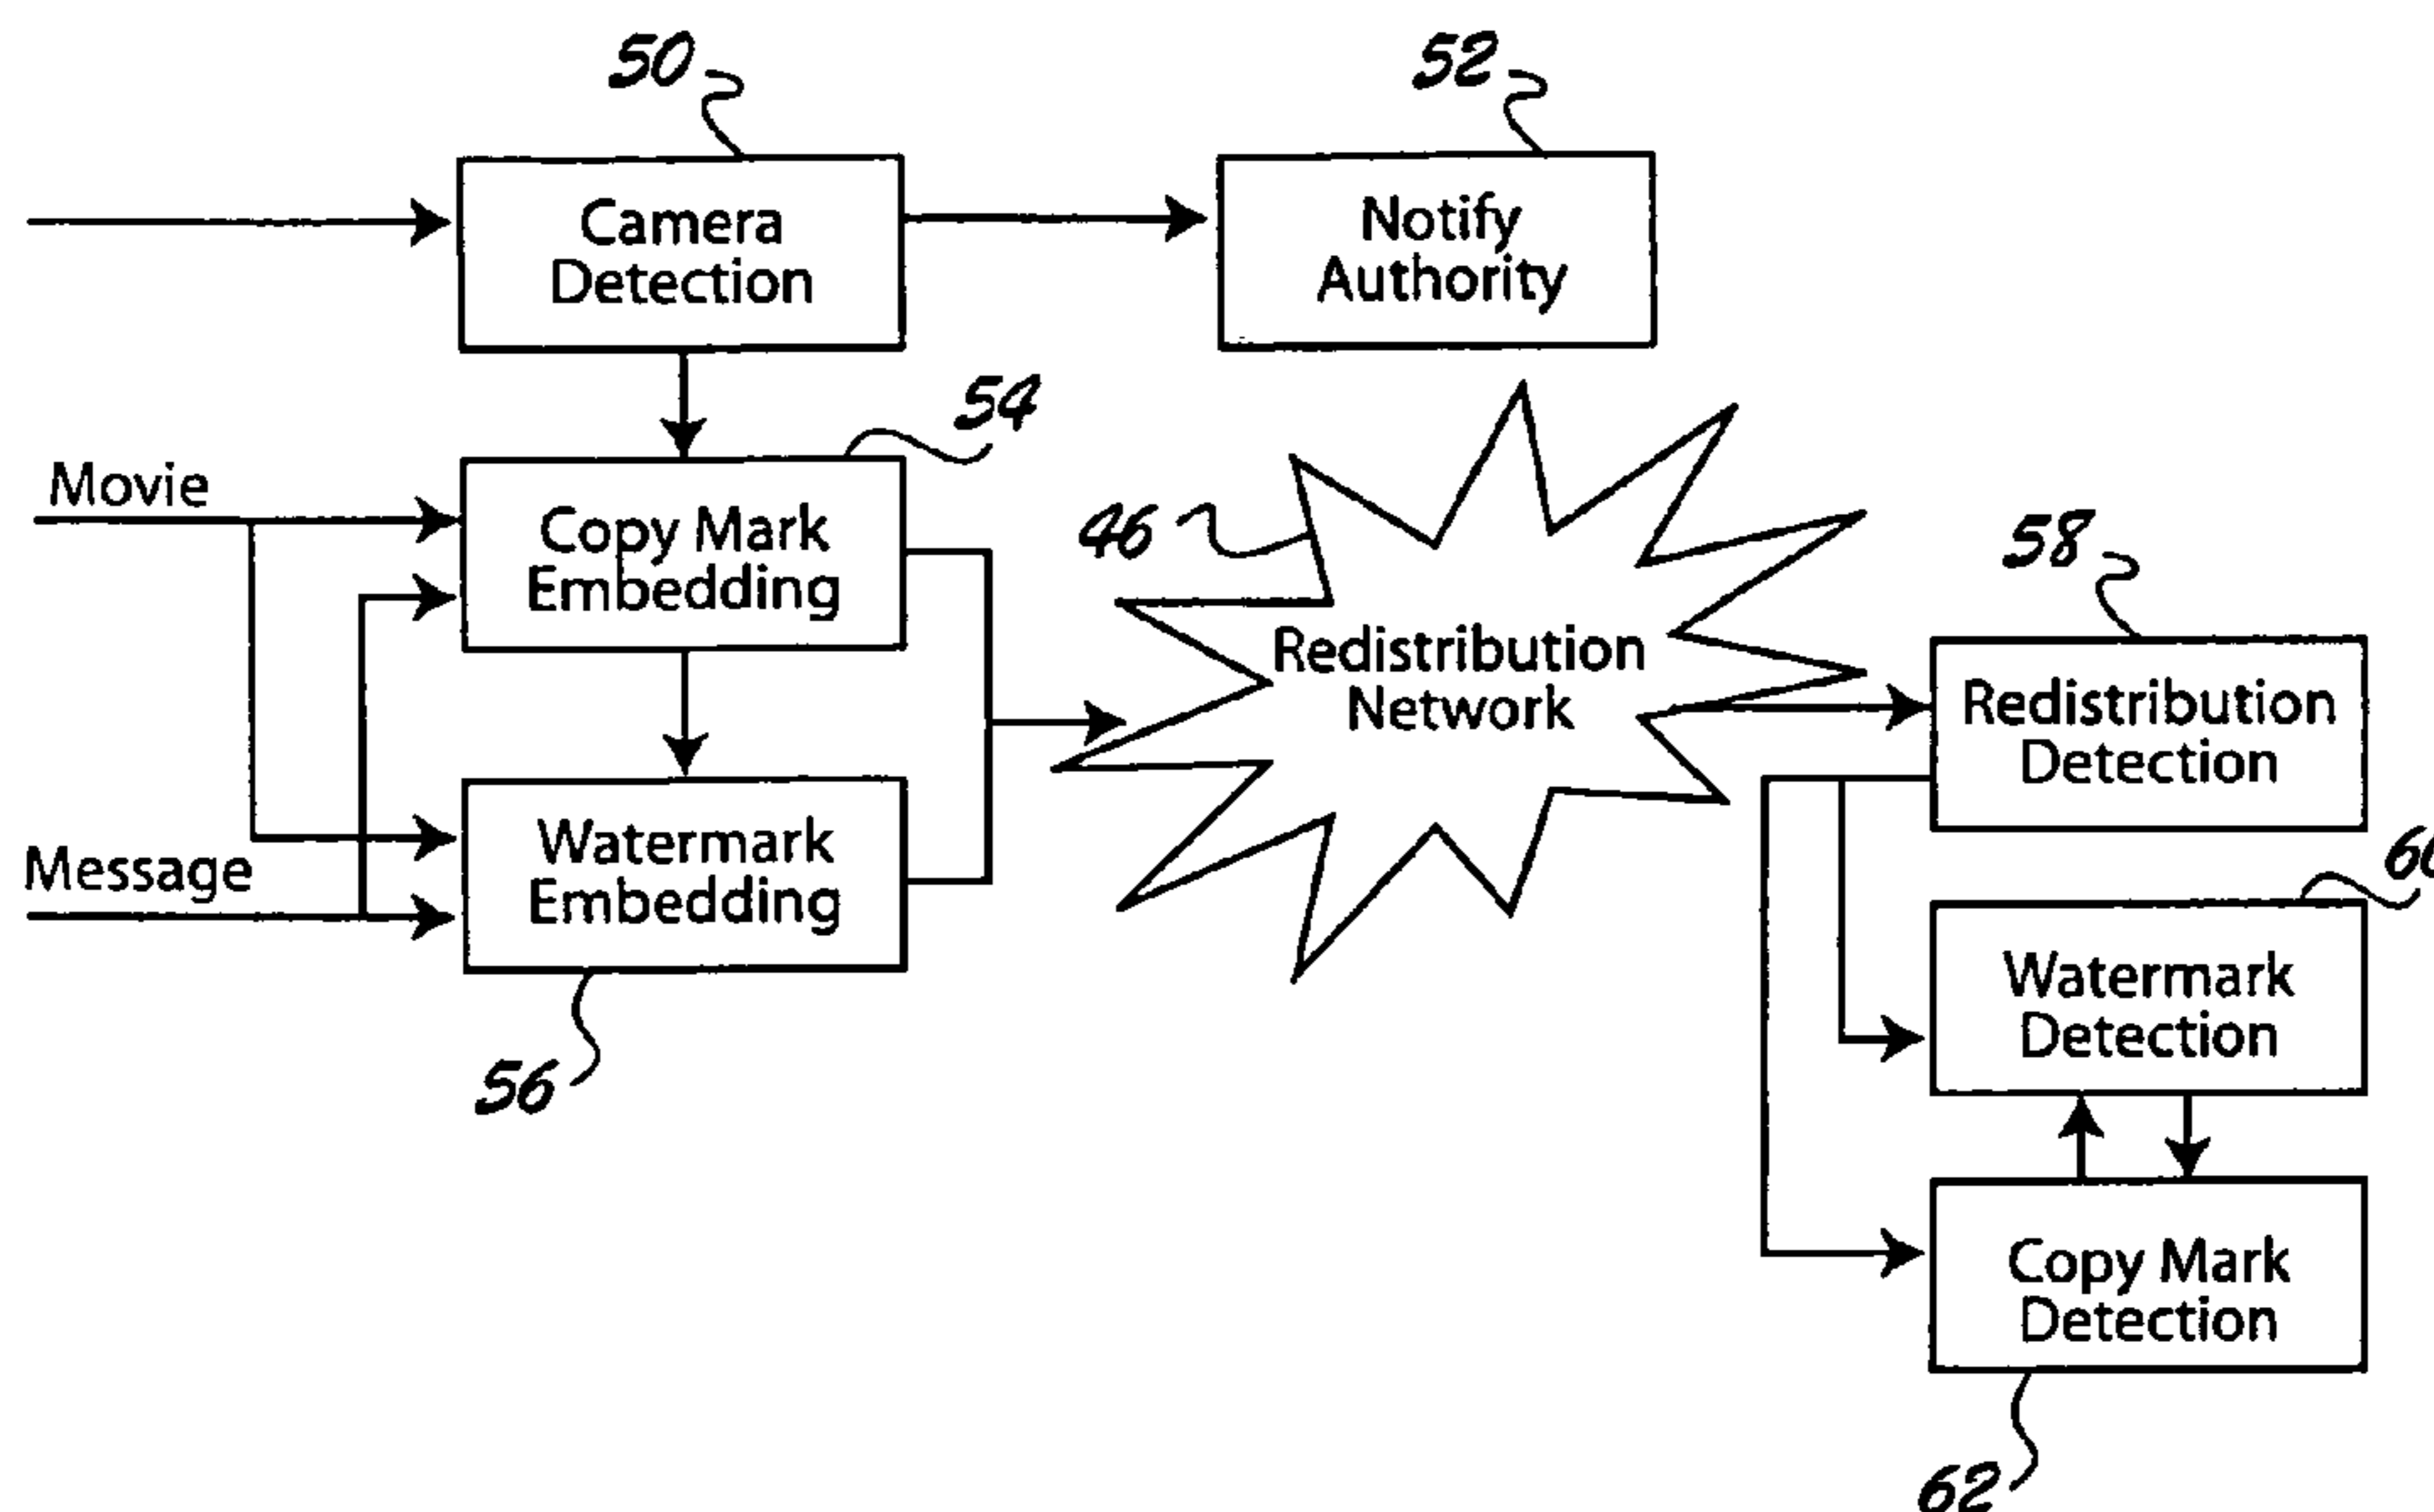 50
52
Camera
Detection
Notify
Authority
54
Movie
Copy Mark
Embedding
46
58
Redistribution
Network
Redistribution
Detection
Message
Watermark
Embedding
60
Watermark
Detection
56
Copy Mark
Detection
62